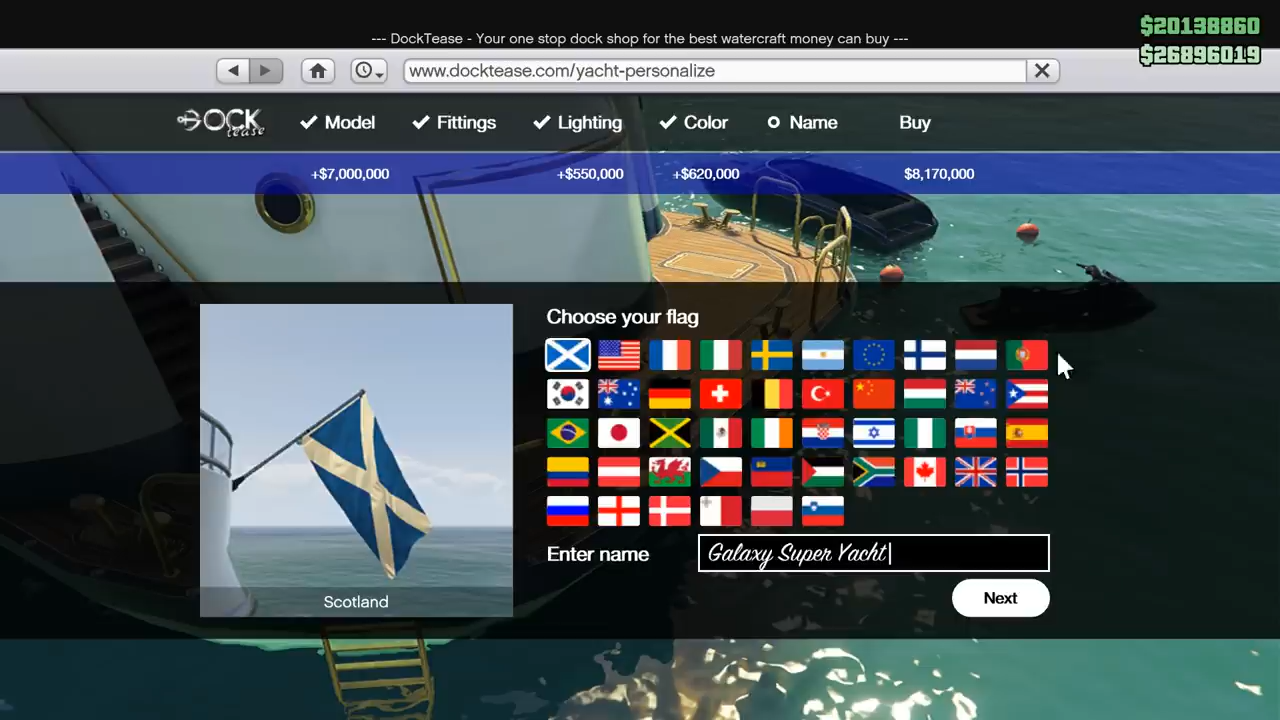 $20138860
--- DockTease - Your one stop dock shop for the best watercraft money can buy ---
$26896019
www.docktease.com/yacht-personalize
DOCK tease Model Fittings Lighting Color Name Buy
+$7,000,000 +$550,000 +$620,000 $8,170,000
Choose your flag
Enter name Galaxy Super Yacht
Next
Scotland